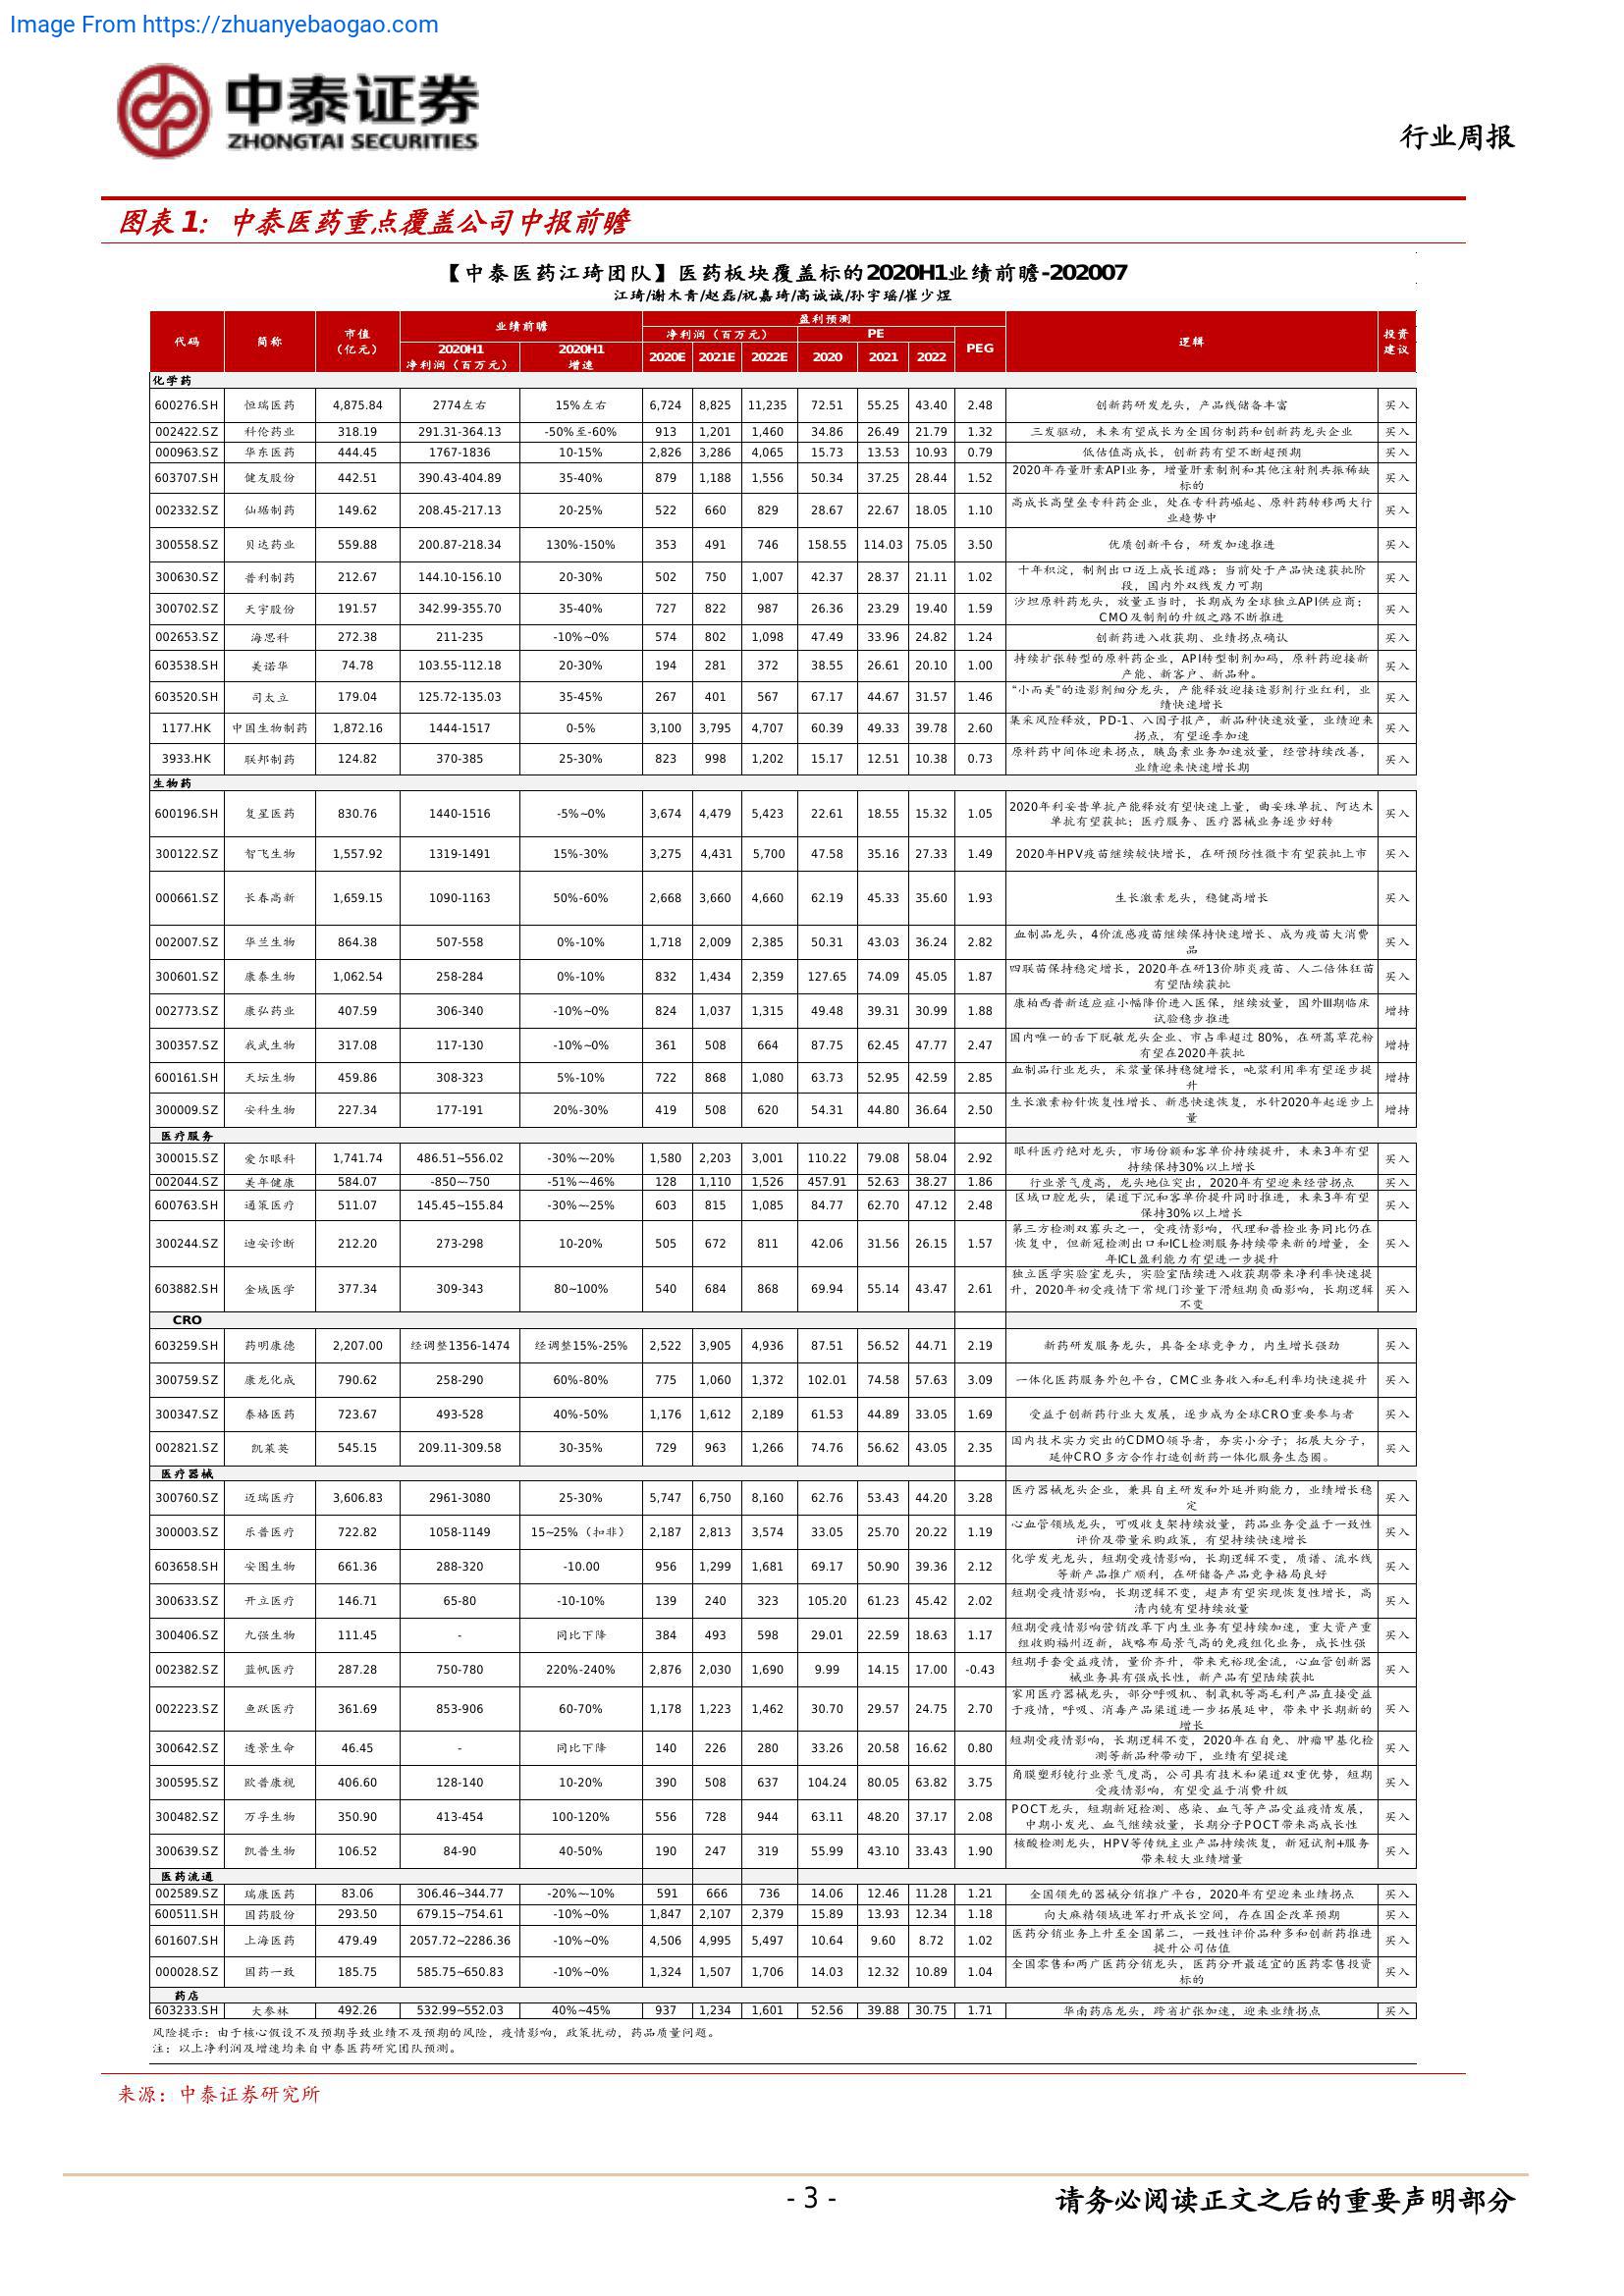 Image From https://zhuanyebaogao.com
中泰证券
ZHONGTAI SECURITIES
行业周报
图表1：中泰医药重点覆盖公司中报前瞻
【中泰医药江琦团队】医药板块覆盖标的2020H1业绩前瞻-202007
江琦/谢木青/赵磊/祝嘉琦/高诚诚/孙宇瑶/崔少煜
代码 简称 市值（亿元） 业绩前瞻 盈利预测 逻辑 投资建议
净利润（百万元） PE PEG
2020H1净利润（百万元） 2020H1增速 2020E 2021E 2022E 2020 2021 2022
化学药
600276.SH 恒瑞医药 4,875.84 2774左右 15%左右 6,724 8,825 11,235 72.51 55.25 43.40 2.48 创新药研发龙头，产品线储备丰富 买入
002422.SZ 科伦药业 318.19 291.31-364.13 -50%至-60% 913 1,201 1,460 34.86 26.49 21.79 1.32 三发驱动，未来有望成长为全国仿制药和创新药龙头企业 买入
000963.SZ 华东医药 444.45 1767-1836 10-15% 2,826 3,286 4,065 15.73 13.53 10.93 0.79 低估值高成长，创新药有望不断超预期 买入
603707.SH 健友股份 442.51 390.43-404.89 35-40% 879 1,188 1,556 50.34 37.25 28.44 1.52 2020年存量肝素API业务，增量肝素制剂和其他注射剂共振稀缺标的 买入
002332.SZ 仙琚制药 149.62 208.45-217.13 20-25% 522 660 829 28.67 22.67 18.05 1.10 高成长高壁垒专科药企业，处在专科药崛起、原料药转移两大行业趋势中 买入
300558.SZ 贝达药业 559.88 200.87-218.34 130%-150% 353 491 746 158.55 114.03 75.05 3.50 优质创新平台，研发加速推进 买入
300630.SZ 普利制药 212.67 144.10-156.10 20-30% 502 750 1,007 42.37 28.37 21.11 1.02 十年积淀，制剂出口迈上成长道路；当前处于产品快速获批阶段，国内外双线发力可期 买入
300702.SZ 天宇股份 191.57 342.99-355.70 35-40% 727 822 987 26.36 23.29 19.40 1.59 沙坦原料药龙头，放量正当时，长期成为全球独立API供应商；CMO及制剂的升级之路不断推进 买入
002653.SZ 海思科 272.38 211-235 -10%~0% 574 802 1,098 47.49 33.96 24.82 1.24 创新药进入收获期、业绩拐点确认 买入
603538.SH 美诺华 74.78 103.55-112.18 20-30% 194 281 372 38.55 26.61 20.10 1.00 持续扩张转型的原料药企业，API转型制剂加码，原料药迎接新产能、新客户、新品种。 买入
603520.SH 司太立 179.04 125.72-135.03 35-45% 267 401 567 67.17 44.67 31.57 1.46 “小而美”的造影剂细分龙头，产能释放迎接造影剂行业红利，业绩快速增长 买入
1177.HK 中国生物制药 1,872.16 1444-1517 0-5% 3,100 3,795 4,707 60.39 49.33 39.78 2.60 集采风险释放，PD-1、八因子报产，新品种快速放量，业绩迎来拐点，有望逐季加速 买入
3933.HK 联邦制药 124.82 370-385 25-30% 823 998 1,202 15.17 12.51 10.38 0.73 原料药中间体迎来拐点，胰岛素业务加速放量，经营持续改善，业绩迎来快速增长期 买入
生物药
600196.SH 复星医药 830.76 1440-1516 -5%~0% 3,674 4,479 5,423 22.61 18.55 15.32 1.05 2020年利妥昔单抗产能释放有望快速上量，曲妥珠单抗、阿达木单抗有望获批；医疗服务、医疗器械业务逐步好转 买入
300122.SZ 智飞生物 1,557.92 1319-1491 15%-30% 3,275 4,431 5,700 47.58 35.16 27.33 1.49 2020年HPV疫苗继续较快增长，在研预防性微卡有望获批上市 买入
000661.SZ 长春高新 1,659.15 1090-1163 50%-60% 2,668 3,660 4,660 62.19 45.33 35.60 1.93 生长激素龙头，稳健高增长 买入
002007.SZ 华兰生物 864.38 507-558 0%-10% 1,718 2,009 2,385 50.31 43.03 36.24 2.82 血制品龙头，4价流感疫苗继续保持快速增长、成为疫苗大消费品 买入
300601.SZ 康泰生物 1,062.54 258-284 0%-10% 832 1,434 2,359 127.65 74.09 45.05 1.87 四联苗保持稳定增长，2020年在研13价肺炎疫苗、人二倍体狂苗有望陆续获批 买入
002773.SZ 康弘药业 407.59 306-340 -10%~0% 824 1,037 1,315 49.48 39.31 30.99 1.88 康柏西普新适应症小幅降价进入医保，继续放量，国外Ⅲ期临床试验稳步推进 增持
300357.SZ 我武生物 317.08 117-130 -10%~0% 361 508 664 87.75 62.45 47.77 2.47 国内唯一的舌下脱敏龙头企业、市占率超过 80%，在研蒿草花粉有望在2020年获批 增持
600161.SH 天坛生物 459.86 308-323 5%-10% 722 868 1,080 63.73 52.95 42.59 2.85 血制品行业龙头，采浆量保持稳健增长，吨浆利用率有望逐步提升 增持
300009.SZ 安科生物 227.34 177-191 20%-30% 419 508 620 54.31 44.80 36.64 2.50 生长激素粉针恢复性增长、新患快速恢复，水针2020年起逐步上量 增持
医疗服务
300015.SZ 爱尔眼科 1,741.74 486.51~556.02 -30%~-20% 1,580 2,203 3,001 110.22 79.08 58.04 2.92 眼科医疗绝对龙头，市场份额和客单价持续提升，未来3年有望持续保持30%以上增长 买入
002044.SZ 美年健康 584.07 -850~-750 -51%~-46% 128 1,110 1,526 457.91 52.63 38.27 1.86 行业景气度高，龙头地位突出，2020年有望迎来经营拐点 买入
600763.SH 通策医疗 511.07 145.45~155.84 -30%~-25% 603 815 1,085 84.77 62.70 47.12 2.48 区域口腔龙头，渠道下沉和客单价提升同时推进，未来3年有望保持30%以上增长 买入
300244.SZ 迪安诊断 212.20 273-298 10-20% 505 672 811 42.06 31.56 26.15 1.57 第三方检测双寡头之一，受疫情影响，代理和普检业务同比仍在恢复中，但新冠检测出口和ICL检测服务持续带来新的增量，全年ICL盈利能力有望进一步提升 买入
603882.SH 金域医学 377.34 309-343 80~100% 540 684 868 69.94 55.14 43.47 2.61 独立医学实验室龙头，实验室陆续进入收获期带来净利率快速提升，2020年初受疫情下常规门诊量下滑短期负面影响，长期逻辑不变 买入
CRO
603259.SH 药明康德 2,207.00 经调整1356-1474 经调整15%-25% 2,522 3,905 4,936 87.51 56.52 44.71 2.19 新药研发服务龙头，具备全球竞争力，内生增长强劲 买入
300759.SZ 康龙化成 790.62 258-290 60%-80% 775 1,060 1,372 102.01 74.58 57.63 3.09 一体化医药服务外包平台，CMC业务收入和毛利率均快速提升 买入
300347.SZ 泰格医药 723.67 493-528 40%-50% 1,176 1,612 2,189 61.53 44.89 33.05 1.69 受益于创新药行业大发展，逐步成为全球CRO重要参与者 买入
002821.SZ 凯莱英 545.15 209.11-309.58 30-35% 729 963 1,266 74.76 56.62 43.05 2.35 国内技术实力突出的CDMO领导者，夯实小分子；拓展大分子，延伸CRO多方合作打造创新药一体化服务生态圈。 买入
医疗器械
300760.SZ 迈瑞医疗 3,606.83 2961-3080 25-30% 5,747 6,750 8,160 62.76 53.43 44.20 3.28 医疗器械龙头企业，兼具自主研发和外延并购能力，业绩增长稳定 买入
300003.SZ 乐普医疗 722.82 1058-1149 15~25%（扣非） 2,187 2,813 3,574 33.05 25.70 20.22 1.19 心血管领域龙头，可吸收支架持续放量，药品业务受益于一致性评价及带量采购政策，有望持续快速增长 买入
603658.SH 安图生物 661.36 288-320 -10.00 956 1,299 1,681 69.17 50.90 39.36 2.12 化学发光龙头，短期受疫情影响，长期逻辑不变，质谱、流水线等新产品推广顺利，在研储备产品竞争格局良好 买入
300633.SZ 开立医疗 146.71 65-80 -10-10% 139 240 323 105.20 61.23 45.42 2.02 短期受疫情影响，长期逻辑不变，超声有望实现恢复性增长，高清内镜有望持续放量 买入
300406.SZ 九强生物 111.45 - 同比下降 384 493 598 29.01 22.59 18.63 1.17 短期受疫情影响营销改革下内生业务有望持续加速，重大资产重组收购福州迈新，战略布局景气高的免疫组化业务，成长性强 买入
002382.SZ 蓝帆医疗 287.28 750-780 220%-240% 2,876 2,030 1,690 9.99 14.15 17.00 -0.43 短期手套受益疫情，量价齐升，带来充裕现金流，心血管创新器械业务具有强成长性，新产品有望陆续获批 买入
002223.SZ 鱼跃医疗 361.69 853-906 60-70% 1,178 1,223 1,462 30.70 29.57 24.75 2.70 家用医疗器械龙头，部分呼吸机、制氧机等高毛利产品直接受益于疫情，呼吸、消毒产品渠道进一步拓展延申，带来中长期新的增长 买入
300642.SZ 透景生命 46.45 - 同比下降 140 226 280 33.26 20.58 16.62 0.80 短期受疫情影响，长期逻辑不变，2020年在自免、肿瘤甲基化检测等新品种带动下，业绩有望提速 买入
300595.SZ 欧普康视 406.60 128-140 10-20% 390 508 637 104.24 80.05 63.82 3.75 角膜塑形镜行业景气度高，公司具有技术和渠道双重优势，短期受疫情影响，有望受益于消费升级 买入
300482.SZ 万孚生物 350.90 413-454 100-120% 556 728 944 63.11 48.20 37.17 2.08 POCT龙头，短期新冠检测、感染、血气等产品受益疫情发展，中期小发光、血气继续放量，长期分子POCT带来高成长性 买入
300639.SZ 凯普生物 106.52 84-90 40-50% 190 247 319 55.99 43.10 33.43 1.90 核酸检测龙头，HPV等传统主业产品持续恢复，新冠试剂+服务带来较大业绩增量 买入
医药流通
002589.SZ 瑞康医药 83.06 306.46~344.77 -20%~-10% 591 666 736 14.06 12.46 11.28 1.21 全国领先的器械分销推广平台，2020年有望迎来业绩拐点 买入
600511.SH 国药股份 293.50 679.15~754.61 -10%~0% 1,847 2,107 2,379 15.89 13.93 12.34 1.18 向大麻精领域进军打开成长空间，存在国企改革预期 买入
601607.SH 上海医药 479.49 2057.72~2286.36 -10%~0% 4,506 4,995 5,497 10.64 9.60 8.72 1.02 医药分销业务上升至全国第二，一致性评价品种多和创新药推进提升公司估值 买入
000028.SZ 国药一致 185.75 585.75~650.83 -10%~0% 1,324 1,507 1,706 14.03 12.32 10.89 1.04 全国零售和两广医药分销龙头，医药分开最适宜的医药零售投资标的 买入
药店
603233.SH 大参林 492.26 532.99~552.03 40%~45% 937 1,234 1,601 52.56 39.88 30.75 1.71 华南药店龙头，跨省扩张加速，迎来业绩拐点 买入
风险提示：由于核心假设不及预期导致业绩不及预期的风险，疫情影响，政策扰动，药品质量问题。
注：以上净利润及增速均来自中泰医药研究团队预测。
来源：中泰证券研究所
- 3 -
请务必阅读正文之后的重要声明部分